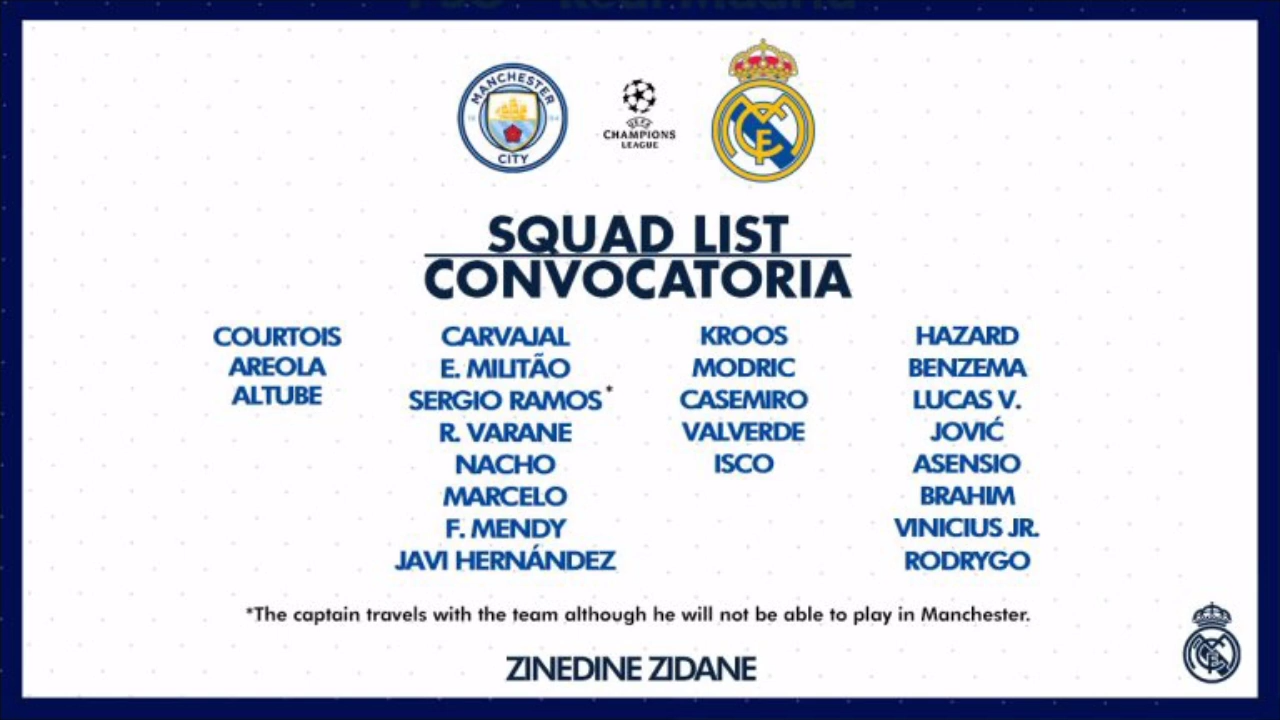 MANCHESTER
CITY
UEFA
CHAMPIONS
LEAGUE
SQUAD LIST
CONVOCATORIA
COURTOIS
AREOLA
ALTUBE
CARVAJAL
E. MILITÃO
SERGIO RAMOS*
R. VARANE
NACHO
MARCELO
F. MENDY
JAVI HERNÁNDEZ
KROOS
MODRIC
CASEMIRO
VALVERDE
ISCO
HAZARD
BENZEMA
LUCAS V.
JOVIĆ
ASENSIO
BRAHIM
VINICIUS JR.
RODRYGO
*The captain travels with the team although he will not be able to play in Manchester.
ZINEDINE ZIDANE